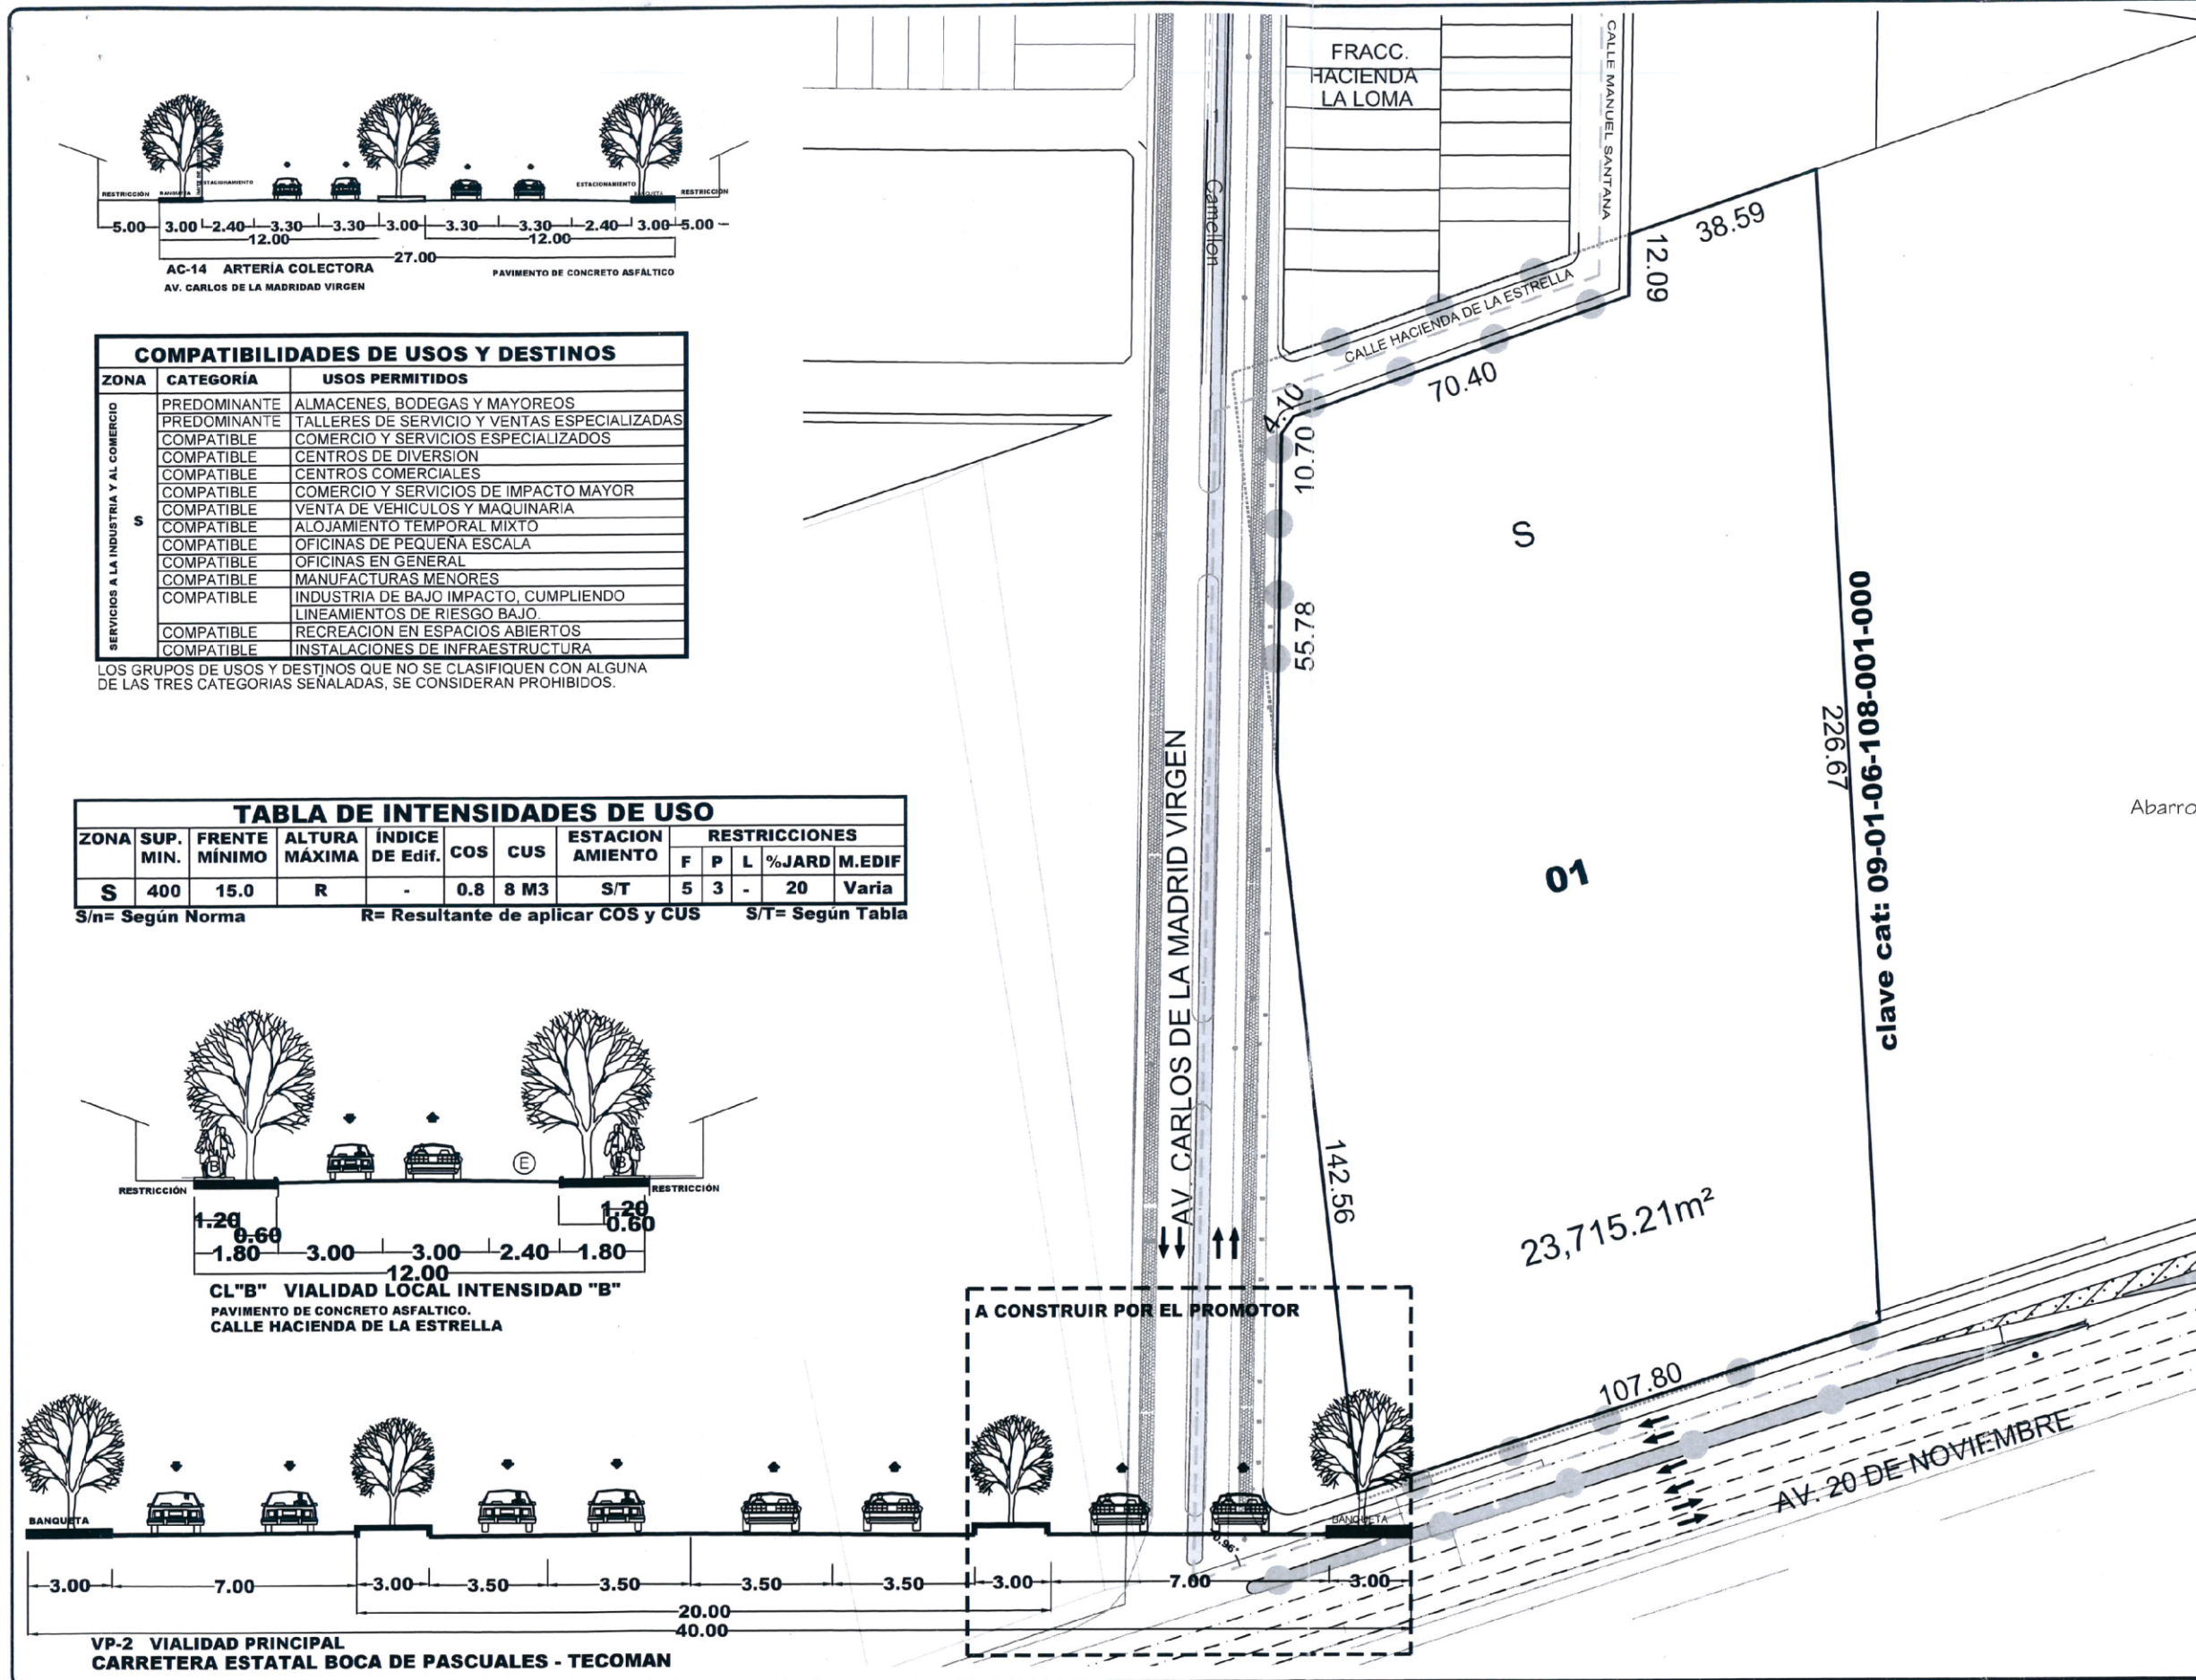 RESTRICCIÓN BANQUETA ESTACIONAMIENTO ESTACIONAMIENTO BANQUETA RESTRICCIÓN
5.00 3.00 2.40 3.30 3.30 3.00 3.30 3.30 2.40 3.00 5.00
12.00 12.00
27.00
AC-14 ARTERÍA COLECTORA PAVIMENTO DE CONCRETO ASFÁLTICO
AV. CARLOS DE LA MADRIDAD VIRGEN
COMPATIBILIDADES DE USOS Y DESTINOS
ZONA CATEGORÍA USOS PERMITIDOS
SERVICIOS A LA INDUSTRIA Y AL COMERCIO
S
PREDOMINANTE ALMACENES, BODEGAS Y MAYOREOS
PREDOMINANTE TALLERES DE SERVICIO Y VENTAS ESPECIALIZADAS
COMPATIBLE COMERCIO Y SERVICIOS ESPECIALIZADOS
COMPATIBLE CENTROS DE DIVERSION
COMPATIBLE CENTROS COMERCIALES
COMPATIBLE COMERCIO Y SERVICIOS DE IMPACTO MAYOR
COMPATIBLE VENTA DE VEHICULOS Y MAQUINARIA
COMPATIBLE ALOJAMIENTO TEMPORAL MIXTO
COMPATIBLE OFICINAS DE PEQUEÑA ESCALA
COMPATIBLE OFICINAS EN GENERAL
COMPATIBLE MANUFACTURAS MENORES
COMPATIBLE INDUSTRIA DE BAJO IMPACTO, CUMPLIENDO
LINEAMIENTOS DE RIESGO BAJO.
COMPATIBLE RECREACION EN ESPACIOS ABIERTOS
COMPATIBLE INSTALACIONES DE INFRAESTRUCTURA
LOS GRUPOS DE USOS Y DESTINOS QUE NO SE CLASIFIQUEN CON ALGUNA
DE LAS TRES CATEGORIAS SEÑALADAS, SE CONSIDERAN PROHIBIDOS.
TABLA DE INTENSIDADES DE USO
ZONA SUP. MIN. FRENTE MÍNIMO ALTURA MÁXIMA ÍNDICE DE Edif. COS CUS ESTACION AMIENTO RESTRICCIONES
F P L %JARD M.EDIF
S 400 15.0 R - 0.8 8 M3 S/T 5 3 - 20 Varia
S/n= Según Norma R= Resultante de aplicar COS y CUS S/T= Según Tabla
B E B
RESTRICCIÓN RESTRICCIÓN
1.20 1.20
0.60 0.60
1.80 3.00 3.00 2.40 1.80
12.00
CL"B" VIALIDAD LOCAL INTENSIDAD "B"
PAVIMENTO DE CONCRETO ASFALTICO.
CALLE HACIENDA DE LA ESTRELLA
A CONSTRUIR POR EL PROMOTOR
BANQUETA BANQUETA
3.00 7.00 3.00 3.50 3.50 3.50 3.50 3.00 7.00 3.00
20.00
40.00
VP-2 VIALIDAD PRINCIPAL
CARRETERA ESTATAL BOCA DE PASCUALES - TECOMAN
FRACC.
HACIENDA
LA LOMA
CALLE MANUEL SANTANA
Camellon
CALLE HACIENDA DE LA ESTRELLA
38.59
12.09
70.40
4.10
10.70
55.78
S
01
226.67
clave cat: 09-01-06-108-001-000
Abarro
AV. CARLOS DE LA MADRID VIRGEN
142.56
23,715.21m²
107.80
AV. 20 DE NOVIEMBRE